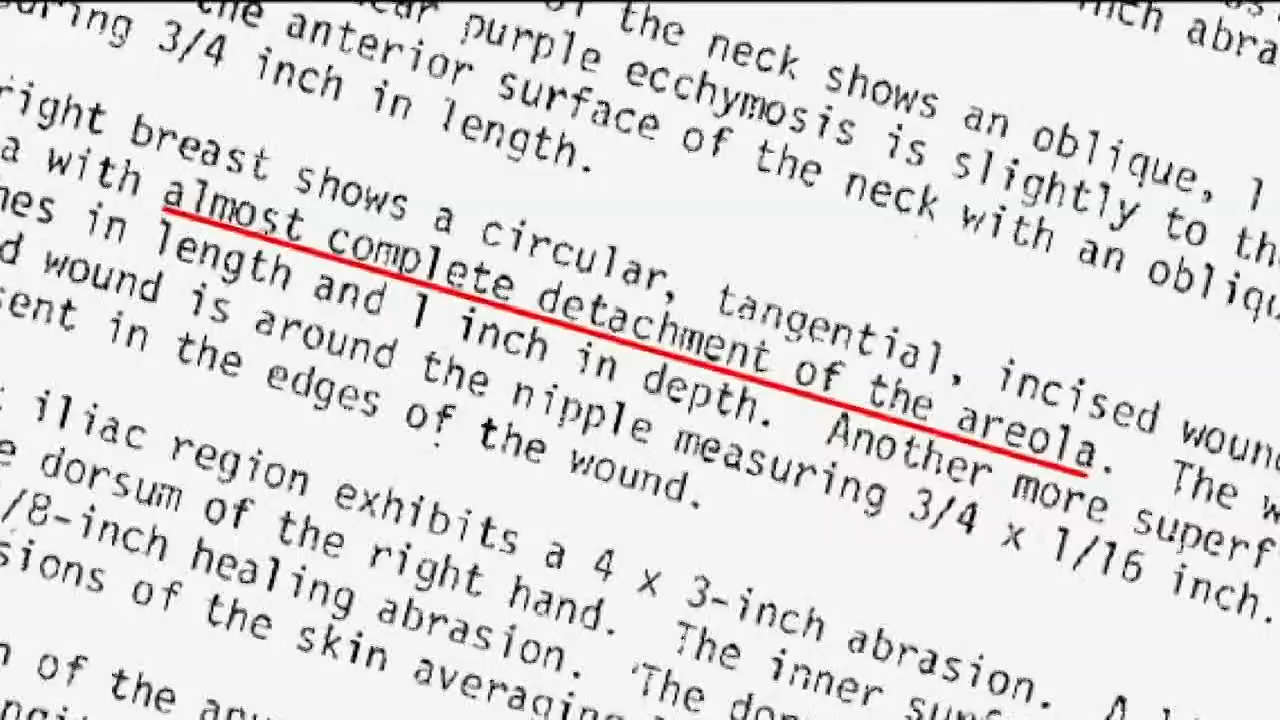 inch abra
of the neck shows an oblique, 1
ear purple ecchymosis is slightly to the
the anterior surface of the neck with an obliqu
uring 3/4 inch in length.
right breast shows a circular, tangential, incised woun
a with almost complete detachment of the areola. The w
hes in length and 1 inch in depth. Another more superf
d wound is around the nipple measuring 3/4 x 1/16 inch.
sent in the edges of the wound.
t iliac region exhibits a 4 x 3-inch abrasion. A
e dorsum of the right hand. The inner surf
/8-inch healing abrasion. The dor
sions of the skin averaging
n of the